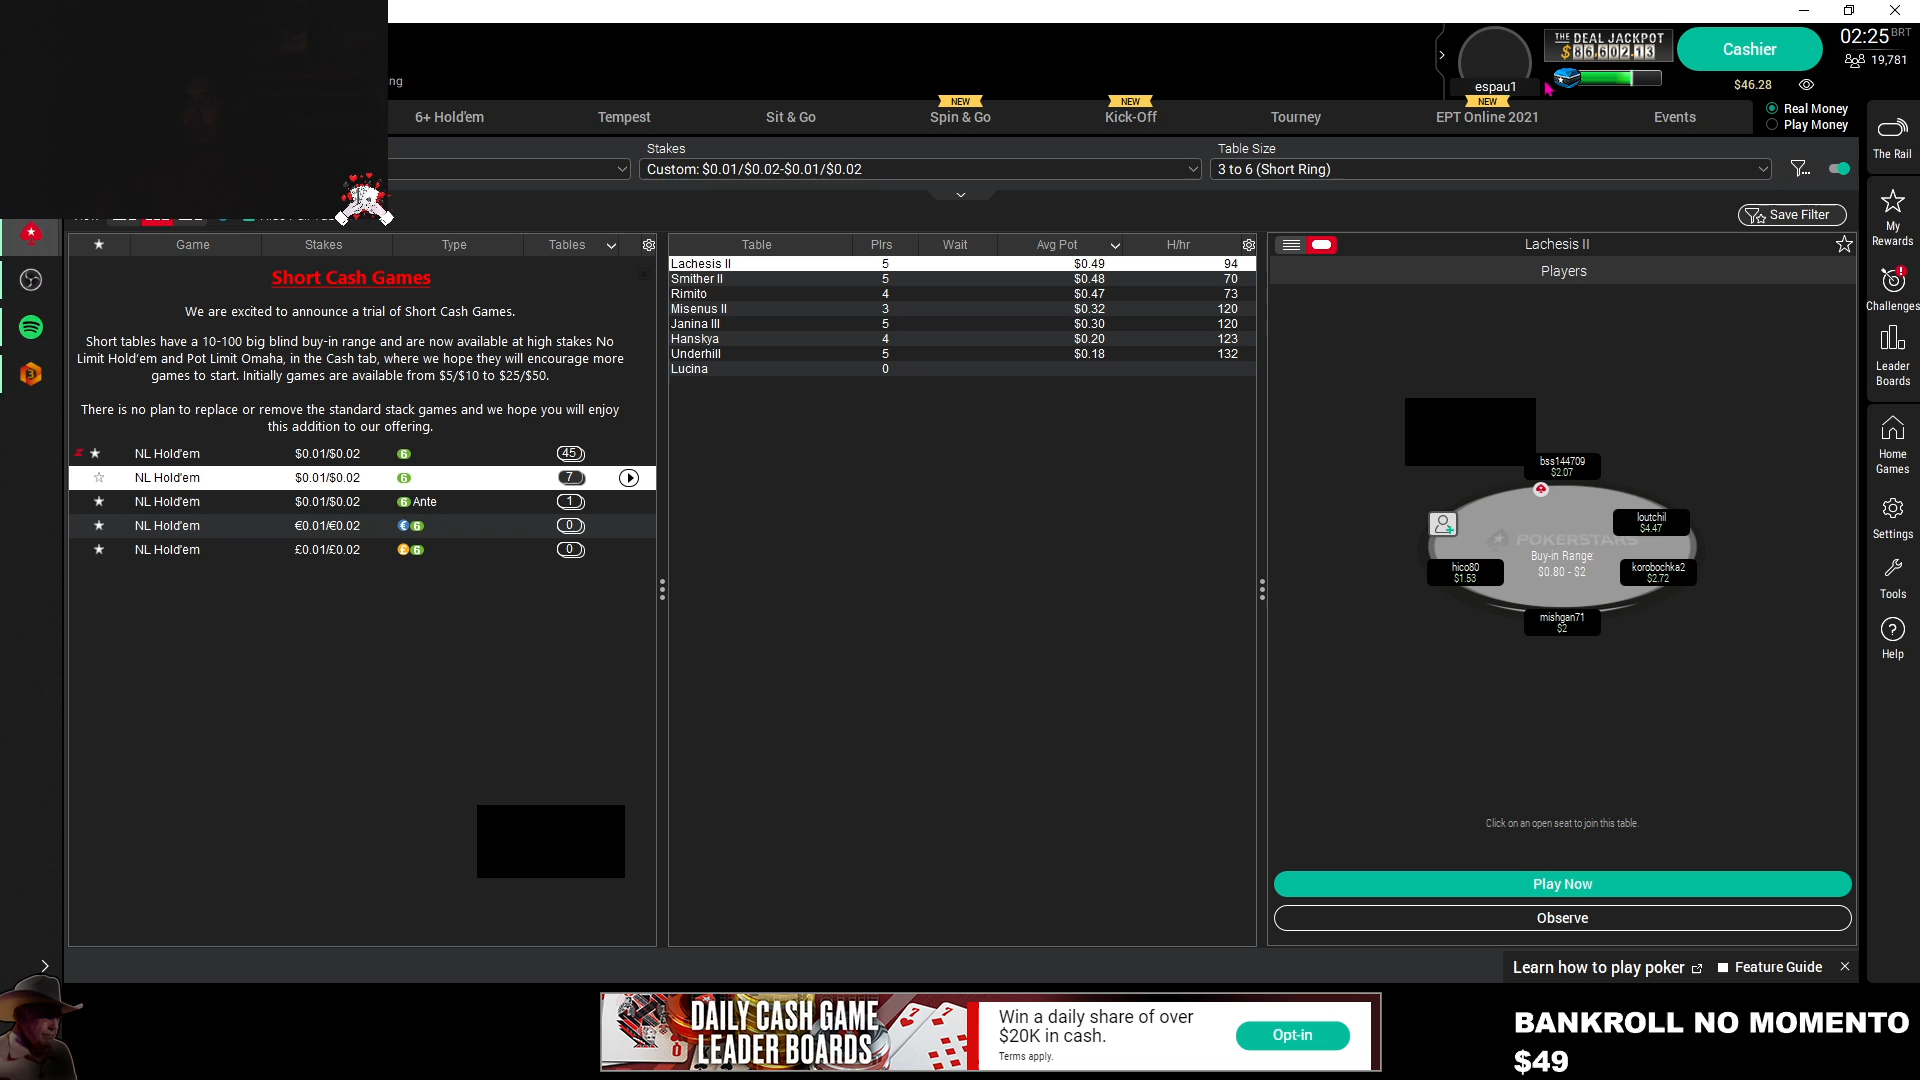 THE DEAL JACKPOT
$86,602.13
Cashier
02:25 BRT
19,781
ng
espau1
$46.28
NEW
NEW
NEW
6+ Hold'em
Tempest
Sit & Go
Spin & Go
Kick-Off
Tourney
EPT Online 2021
Events
Real Money
Play Money
The Rail
Stakes
Custom: $0.01/$0.02-$0.01/$0.02
Table Size
3 to 6 (Short Ring)
Save Filter
My Rewards
Challenges
Leader Boards
Home Games
Settings
Tools
Help
Game Stakes Type Tables
Short Cash Games
We are excited to announce a trial of Short Cash Games.
Short tables have a 10-100 big blind buy-in range and are now available at high stakes No
Limit Hold'em and Pot Limit Omaha, in the Cash tab, where we hope they will encourage more
games to start. Initially games are available from $5/$10 to $25/$50.
There is no plan to replace or remove the standard stack games and we hope you will enjoy
this addition to our offering.
NL Hold'em $0.01/$0.02 6 45
NL Hold'em $0.01/$0.02 6 7
NL Hold'em $0.01/$0.02 6 Ante 1
NL Hold'em €0.01/€0.02 € 6 0
NL Hold'em £0.01/£0.02 £ 6 0
Table Plrs Wait Avg Pot H/hr
Lachesis II 5 $0.49 94
Smither II 5 $0.48 70
Rimito 4 $0.47 73
Misenus II 3 $0.32 120
Janina III 5 $0.30 120
Hanskya 4 $0.20 123
Underhill 5 $0.18 132
Lucina 0
Lachesis II
Players
bss144709
$2.07
loutchil
$4.47
POKERSTARS
Buy-in Range:
$0.80 - $2
hico80
$1.53
korobochka2
$2.72
mishgan71
$2
Click on an open seat to join this table.
Play Now
Observe
Learn how to play poker
Feature Guide
3
DAILY CASH GAME
LEADER BOARDS
Win a daily share of over
$20K in cash.
Terms apply.
Opt-in
BANKROLL NO MOMENTO
$49